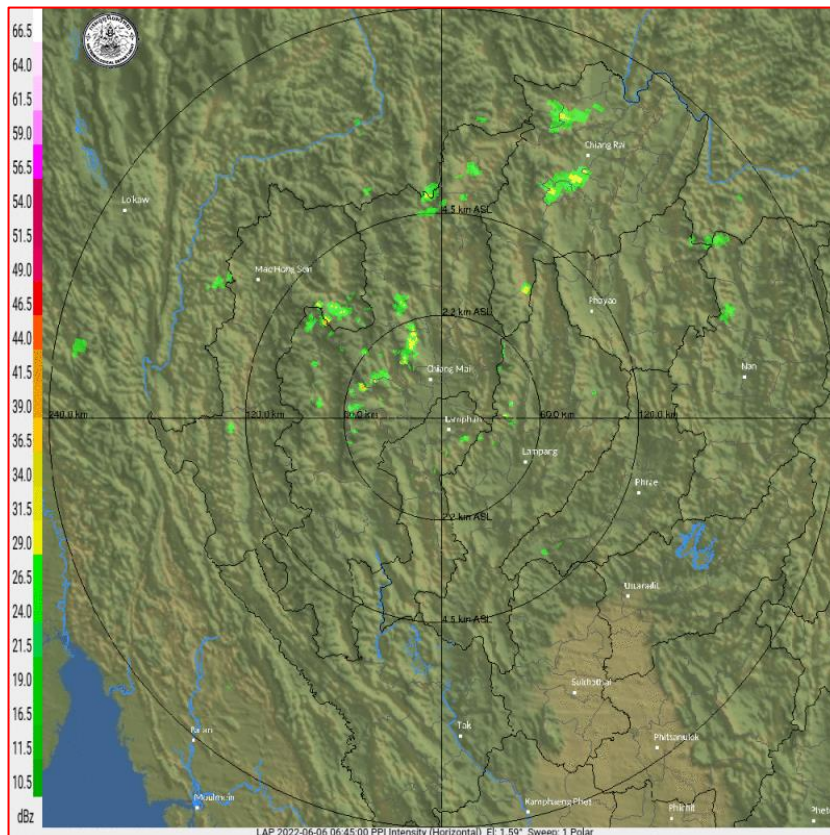 66.5
64.0
61.5
59.0
56.5
54.0
51.5
49.0
46.5
44.0
41.5
39.0
36.5
34.0
31.5
29.0
26.5
24.0
21.5
19.0
16.5
14.0
11.5
10.5
dBz
Chiang Rai
Loikaw
4.5 km ASL
Mae Hong Son
Phayao
2.2 km ASL
Chiang Mai
Nan
240.0 km
120.0 km
60.0 km
60.0 km
120.0 km
Lamphun
Lampang
Phrae
2.2 km ASL
Uttaradit
4.5 km ASL
Sukhothai
Tak
Phitsanulok
Pa-an
Moulmein
Kamphaeng Phet
Phichit
LAP 2022-06-06 06:45:00 PPI Intensity (Horizontal) El: 1.59° Sweep: 1 Polar